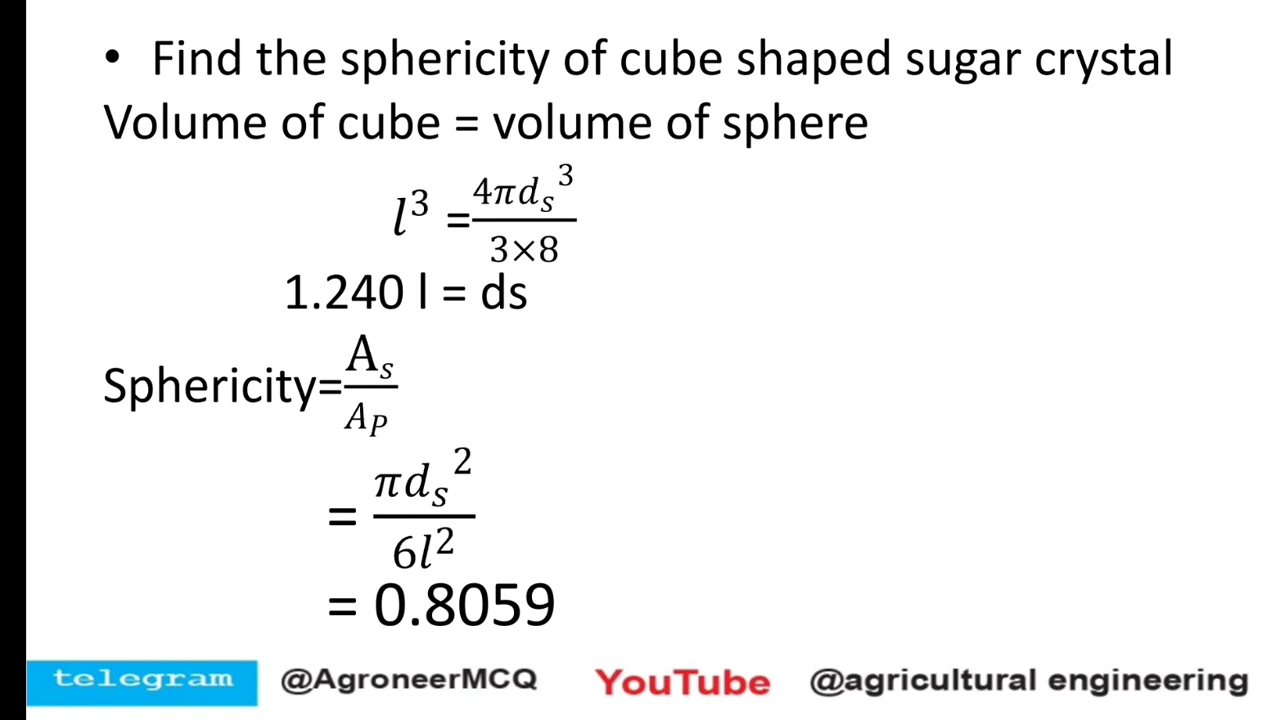 • Find the sphericity of cube shaped sugar crystal
Volume of cube = volume of sphere
l³ = 4πdₛ³ / 3×8
1.240 l = ds
Sphericity = Aₛ / A_P
= πdₛ² / 6l²
= 0.8059
telegram @AgroneerMCQ YouTube @agricultural engineering